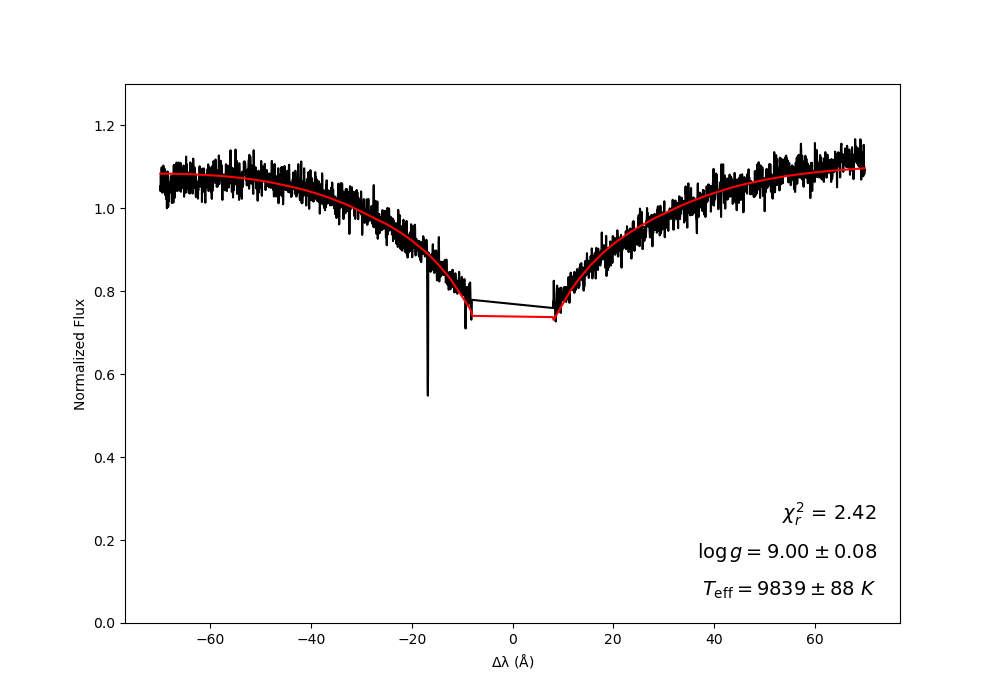 1.2
1.0
0.8
0.6
0.4
0.2
0.0
Normalized Flux
χ²ᵣ = 2.42
log g = 9.00 ± 0.08
T_eff = 9839 ± 88 K
−60 −40 −20 0 20 40 60
Δλ (Å)